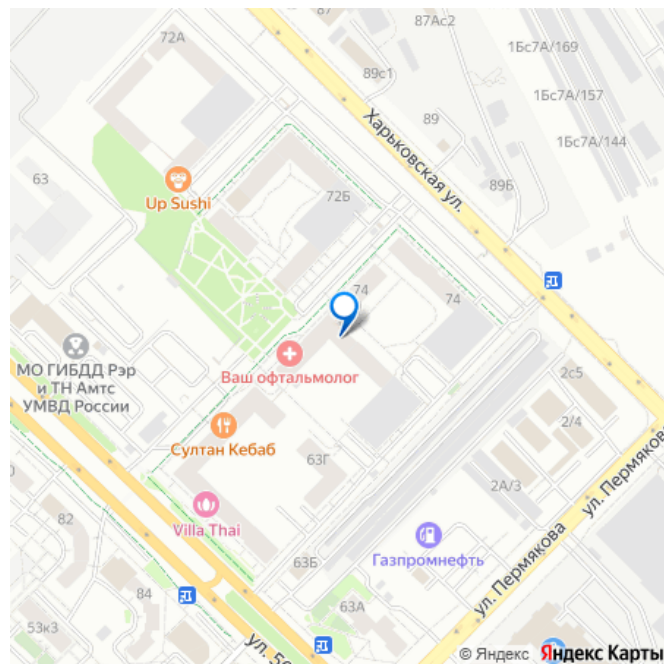 87Ас2
72А
89с1
1Бс7А/169
1Бс7А/157
1Бс7А/144
89
Харьковская ул.
63
89Б
Up Sushi
72Б
74
74
МО ГИБДД Рэр
и ТН Амтс
УМВД России
Ваш офтальмолог
2с5
2/4
Султан Кебаб
63Г
ул. Пермякова
2А/3
Villa Thai
82
Газпромнефть
63Б
ул. Пермякова
84
63А
53к3
© Яндекс Яндекс Карты